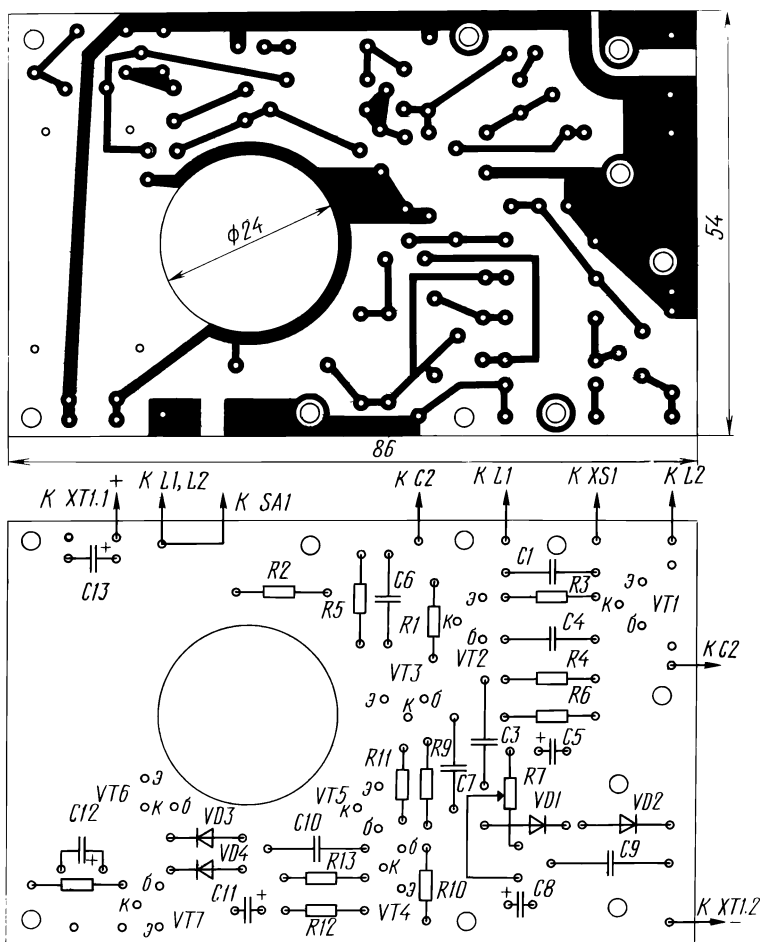 ϕ24
54
86
К XT1.1
+
К L1, L2
К SA1
К C2
К L1
К XS1
К L2
+
C13
R2
R5
C6
R1
К
э
C1
R3
э
К
б
VT1
C4
б
VT2
R4
К C2
VT3
э
К
б
R6
C3
+
C5
R11
R9
C7
R7
VT6
э
К
б
VT5
э
К
б
VD1
VD2
C12
+
VD3
VD4
C10
R13
К
б
э
C9
б
К
э
VT7
C11
+
R12
VT4
R10
+
C8
К XT1.2
−